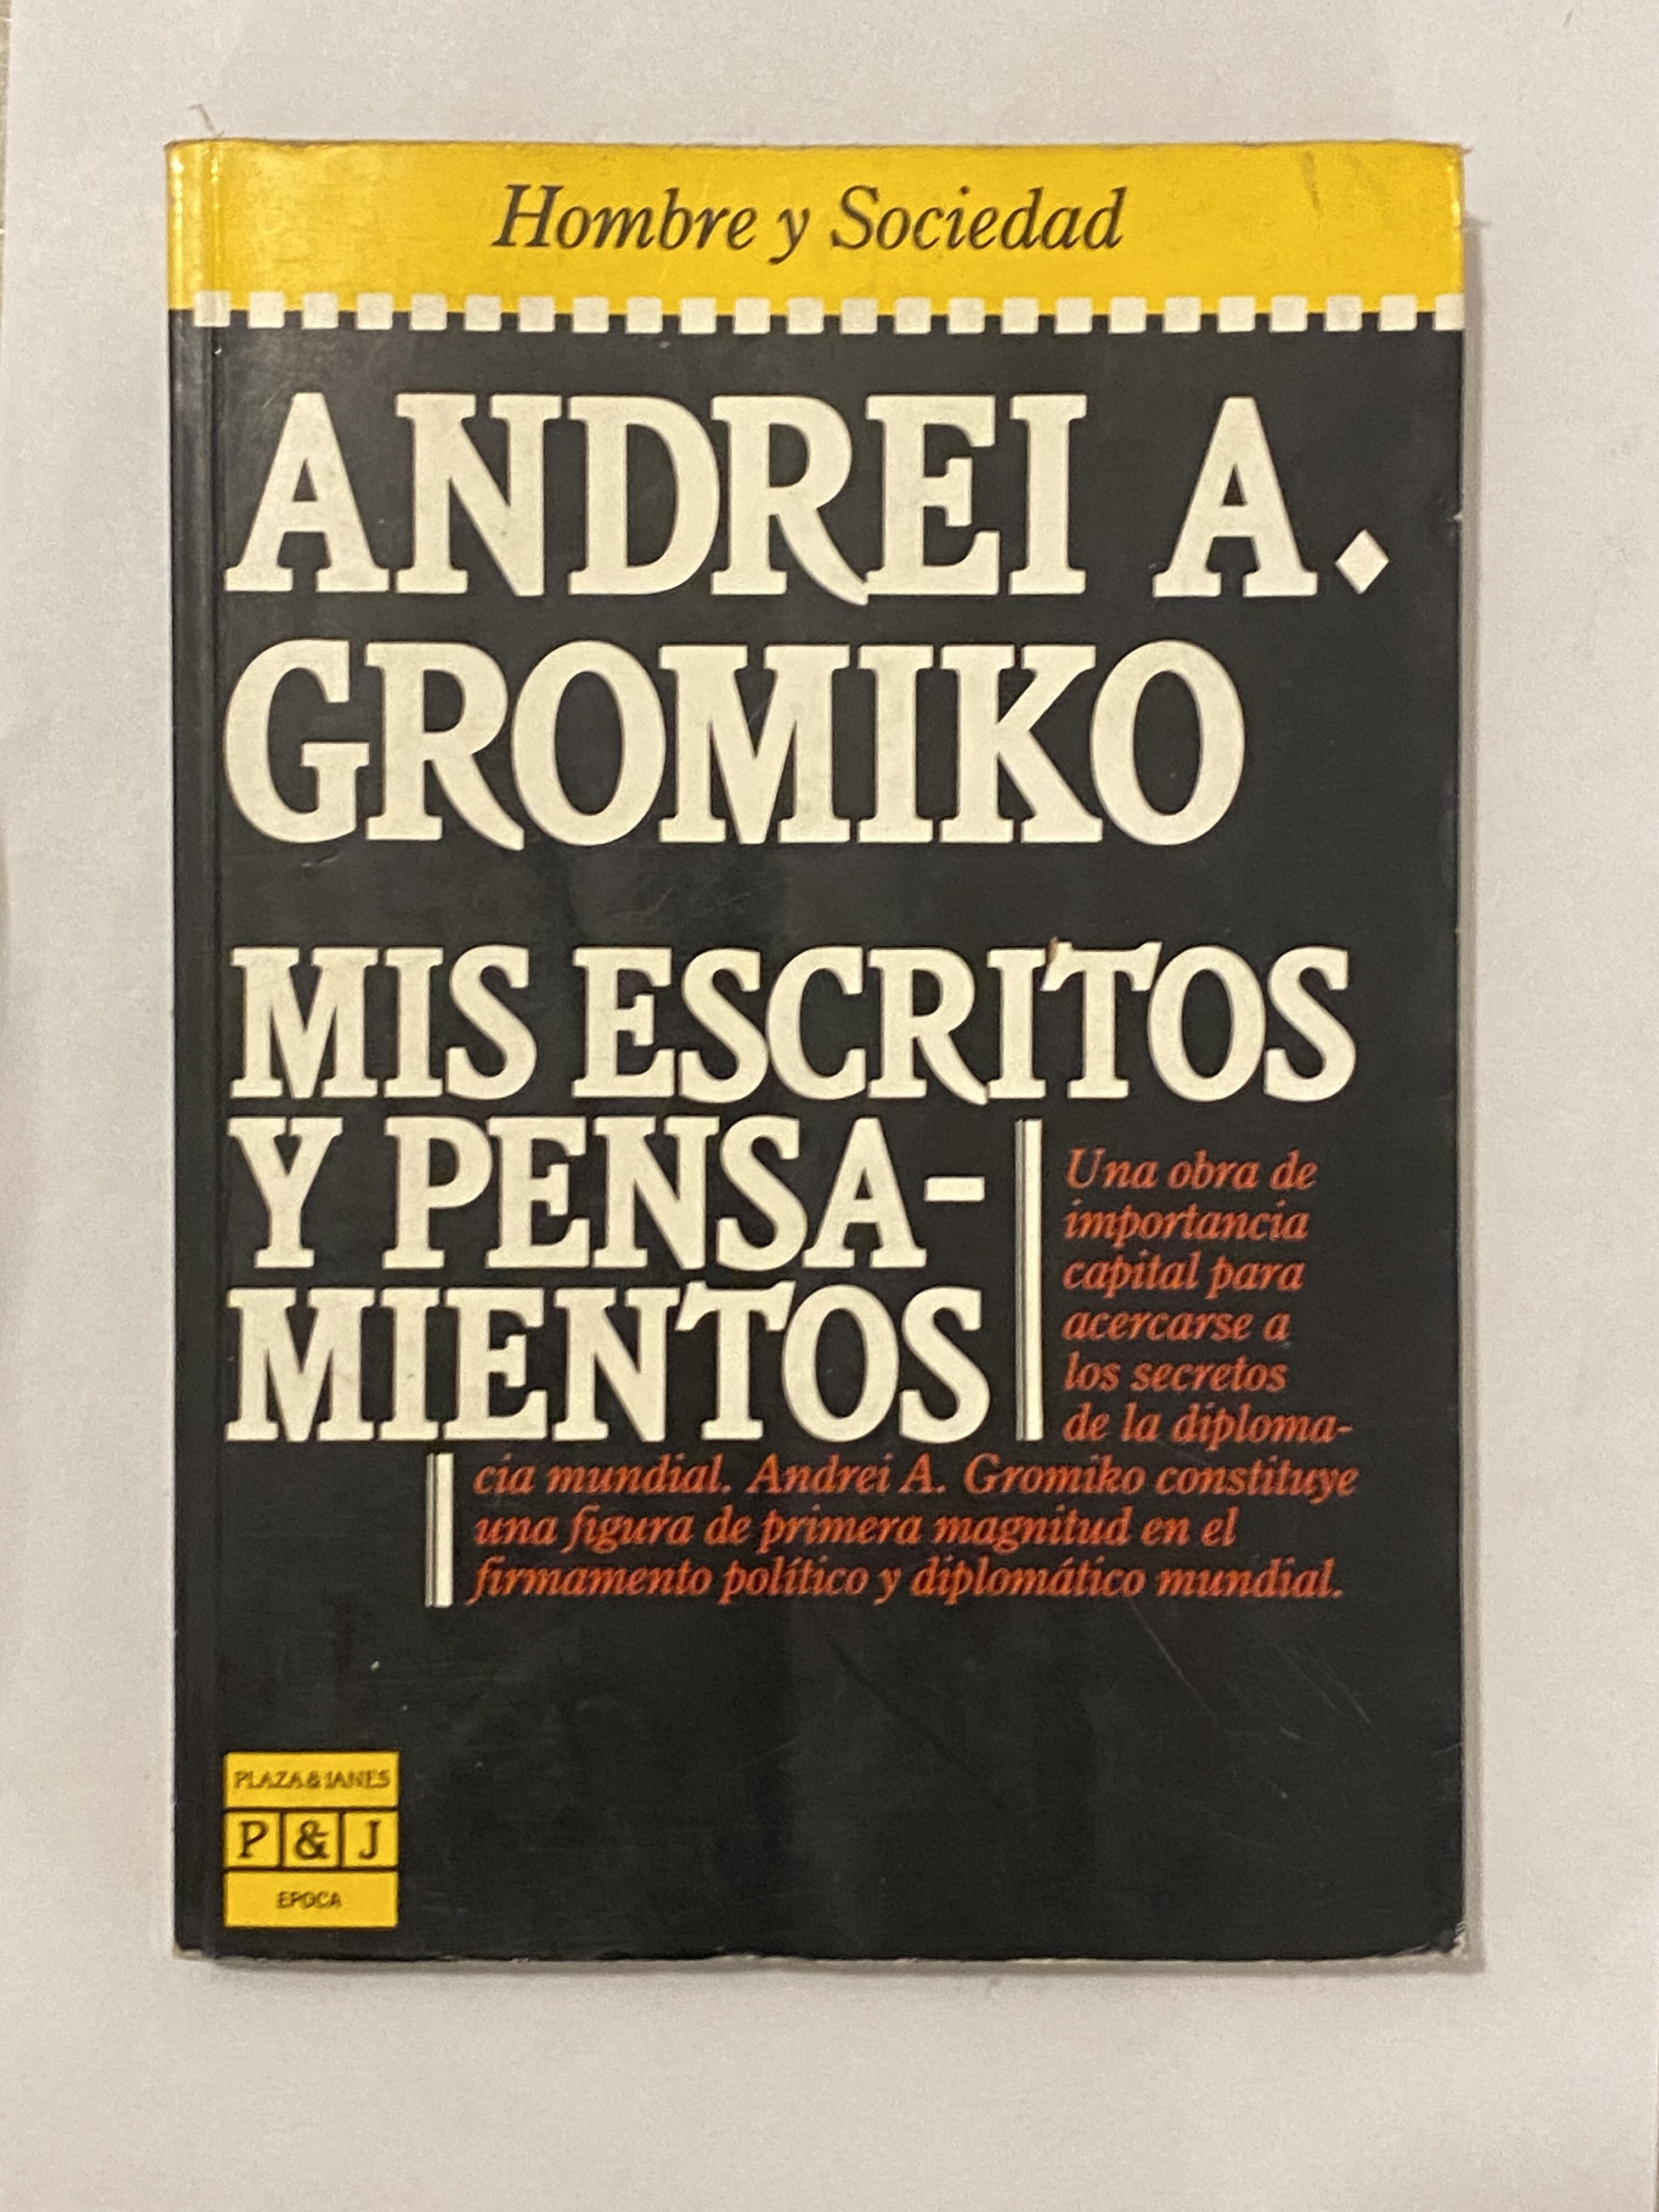 Hombre y Sociedad
ANDREI A.
GROMIKO
MIS ESCRITOS
Y PENSA-
MIENTOS
Una obra de
importancia
capital para
acercarse a
los secretos
de la diploma-
cia mundial. Andrei A. Gromiko constituye
una figura de primera magnitud en el
firmamento político y diplomático mundial.
PLAZA & JANES
P & J
EPOCA